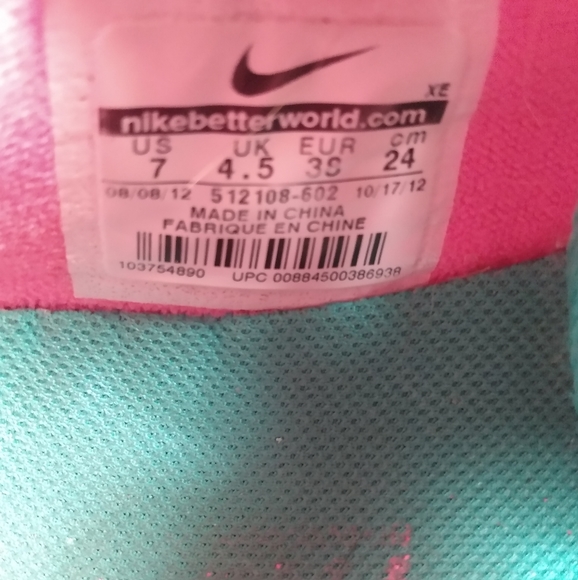 XE
nikebetterworld.com
US UK EUR cm
7 4.5 38 24
08/08/12 512108-602 10/17/12
MADE IN CHINA
FABRIQUE EN CHINE
103754890 UPC 00884500386938